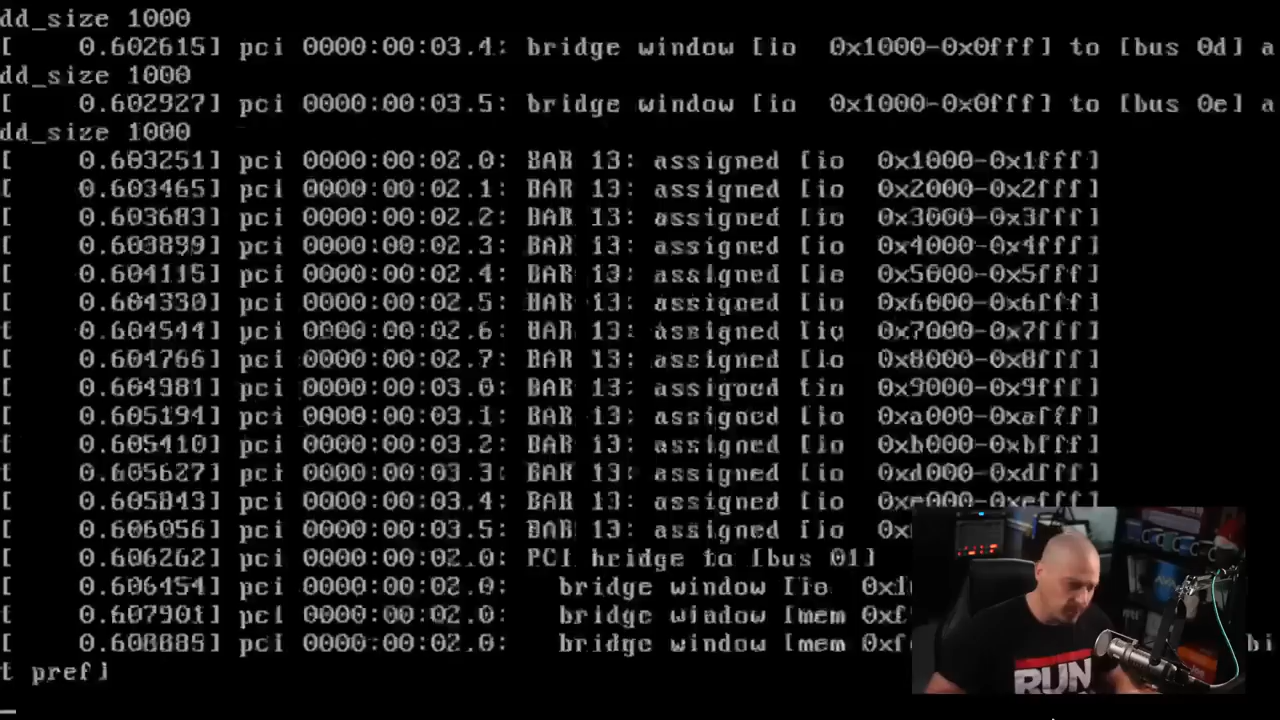 dd_size 1000
[    0.602615] pci 0000:00:03.4: bridge window [io  0x1000-0x0fff] to [bus 0d] a
dd_size 1000
[    0.602927] pci 0000:00:03.5: bridge window [io  0x1000-0x0fff] to [bus 0e] a
dd_size 1000
[    0.603251] pci 0000:00:02.0: BAR 13: assigned [io  0x1000-0x1fff]
[    0.603465] pci 0000:00:02.1: BAR 13: assigned [io  0x2000-0x2fff]
[    0.603683] pci 0000:00:02.2: BAR 13: assigned [io  0x3000-0x3fff]
[    0.603899] pci 0000:00:02.3: BAR 13: assigned [io  0x4000-0x4fff]
[    0.604115] pci 0000:00:02.4: BAR 13: assigned [io  0x5000-0x5fff]
[    0.604330] pci 0000:00:02.5: BAR 13: assigned [io  0x6000-0x6fff]
[    0.604544] pci 0000:00:02.6: BAR 13: assigned [io  0x7000-0x7fff]
[    0.604766] pci 0000:00:02.7: BAR 13: assigned [io  0x8000-0x8fff]
[    0.604981] pci 0000:00:03.0: BAR 13: assigned [io  0x9000-0x9fff]
[    0.605194] pci 0000:00:03.1: BAR 13: assigned [io  0xa000-0xafff]
[    0.605410] pci 0000:00:03.2: BAR 13: assigned [io  0xb000-0xbfff]
[    0.605627] pci 0000:00:03.3: BAR 13: assigned [io  0xd000-0xdfff]
[    0.605843] pci 0000:00:03.4: BAR 13: assigned [io  0xe000-0xefff]
[    0.606056] pci 0000:00:03.5: BAR 13: assigned [io
[    0.606262] pci 0000:00:02.0: PCI bridge to [bus 01]
[    0.606454] pci 0000:00:02.0:   bridge window [io
[    0.607901] pci 0000:00:02.0:   bridge window [mem
[    0.608885] pci 0000:00:02.0:   bridge window [mem bi
t pref]
RUN